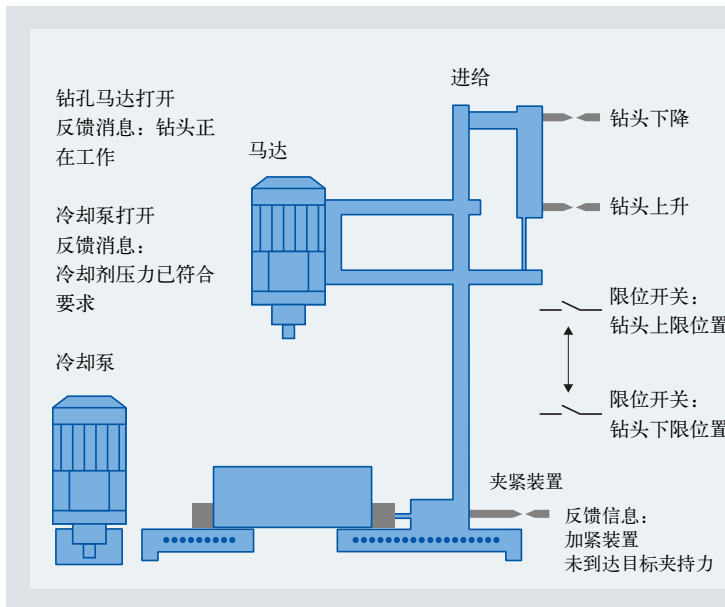 进给
钻孔马达打开
反馈消息：钻头正
在工作
马达
钻头下降
冷却泵打开
反馈消息：
冷却剂压力已符合
要求
钻头上升
限位开关：
钻头上限位置
冷却泵
限位开关：
钻头下限位置
夹紧装置
反馈信息：
加紧装置
未到达目标夹持力